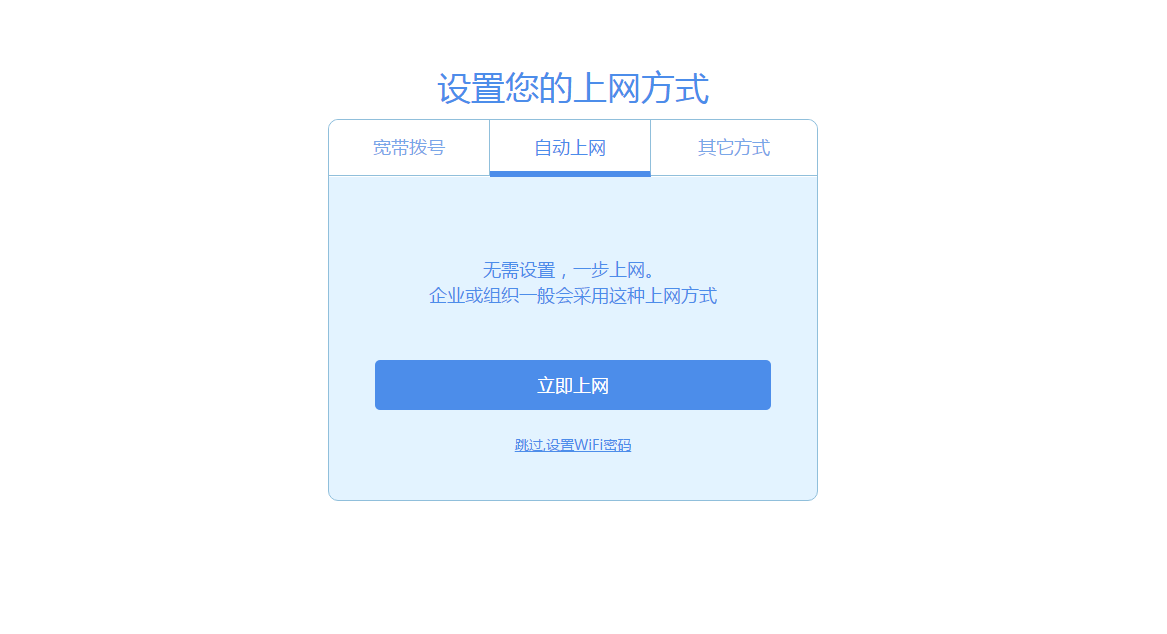 设置您的上网方式
宽带拨号
自动上网
其它方式
无需设置，一步上网。
企业或组织一般会采用这种上网方式
立即上网
跳过,设置WiFi密码